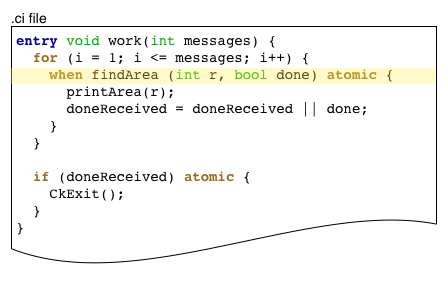 .ci file
entry void work(int messages) {
  for (i = 1; i <= messages; i++) {
    when findArea (int r, bool done) atomic {
      printArea(r);
      doneReceived = doneReceived || done;
    }
  }

  if (doneReceived) atomic {
    CkExit();
  }
}